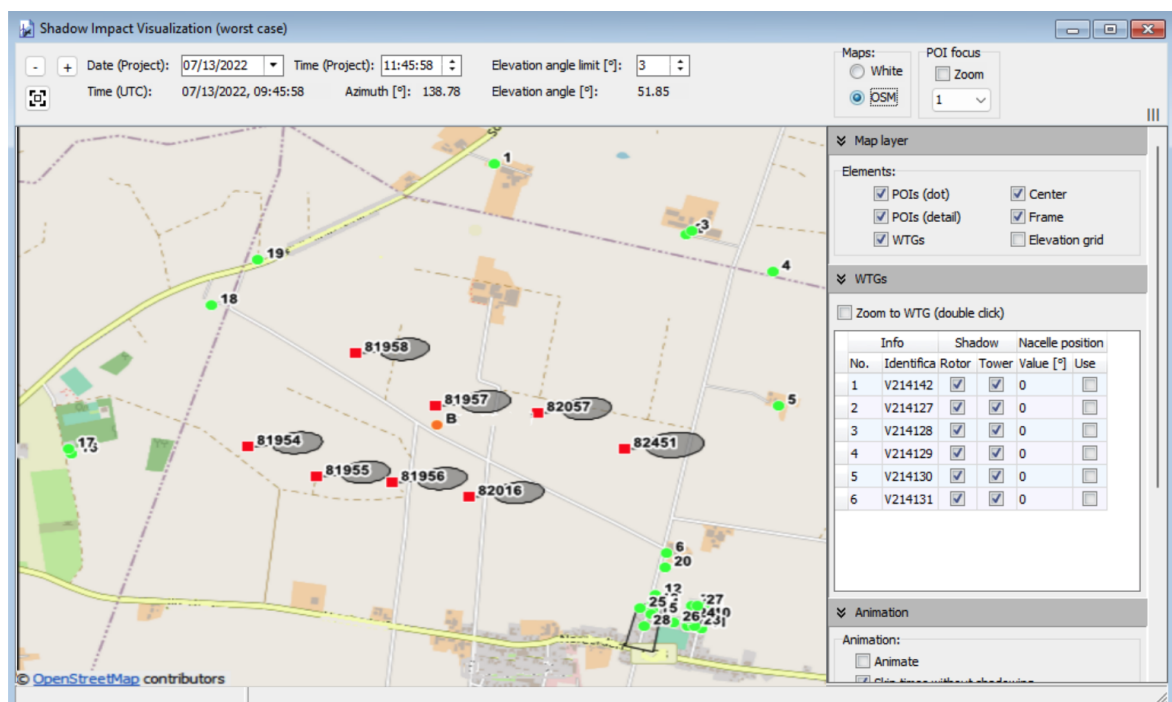 Shadow Impact Visualization (worst case)
- + Date (Project): 07/13/2022 Time (Project): 11:45:58 Elevation angle limit [º]: 3
Time (UTC): 07/13/2022, 09:45:58 Azimuth [º]: 138.78 Elevation angle [º]: 51.85
Maps:
White
OSM
POI focus
Zoom
1
1
3
4
19
18
81958
81957
B
82057
5
81954
82451
17
81955
81956
82016
6
20
12
25
27
26
28
© OpenStreetMap contributors
Map layer
Elements:
POIs (dot) Center
POIs (detail) Frame
WTGs Elevation grid
WTGs
Zoom to WTG (double click)
Info Shadow Nacelle position
No. Identifica Rotor Tower Value [º] Use
1 V214142 0
2 V214127 0
3 V214128 0
4 V214129 0
5 V214130 0
6 V214131 0
Animation
Animation:
Animate
Skip times without shadowing